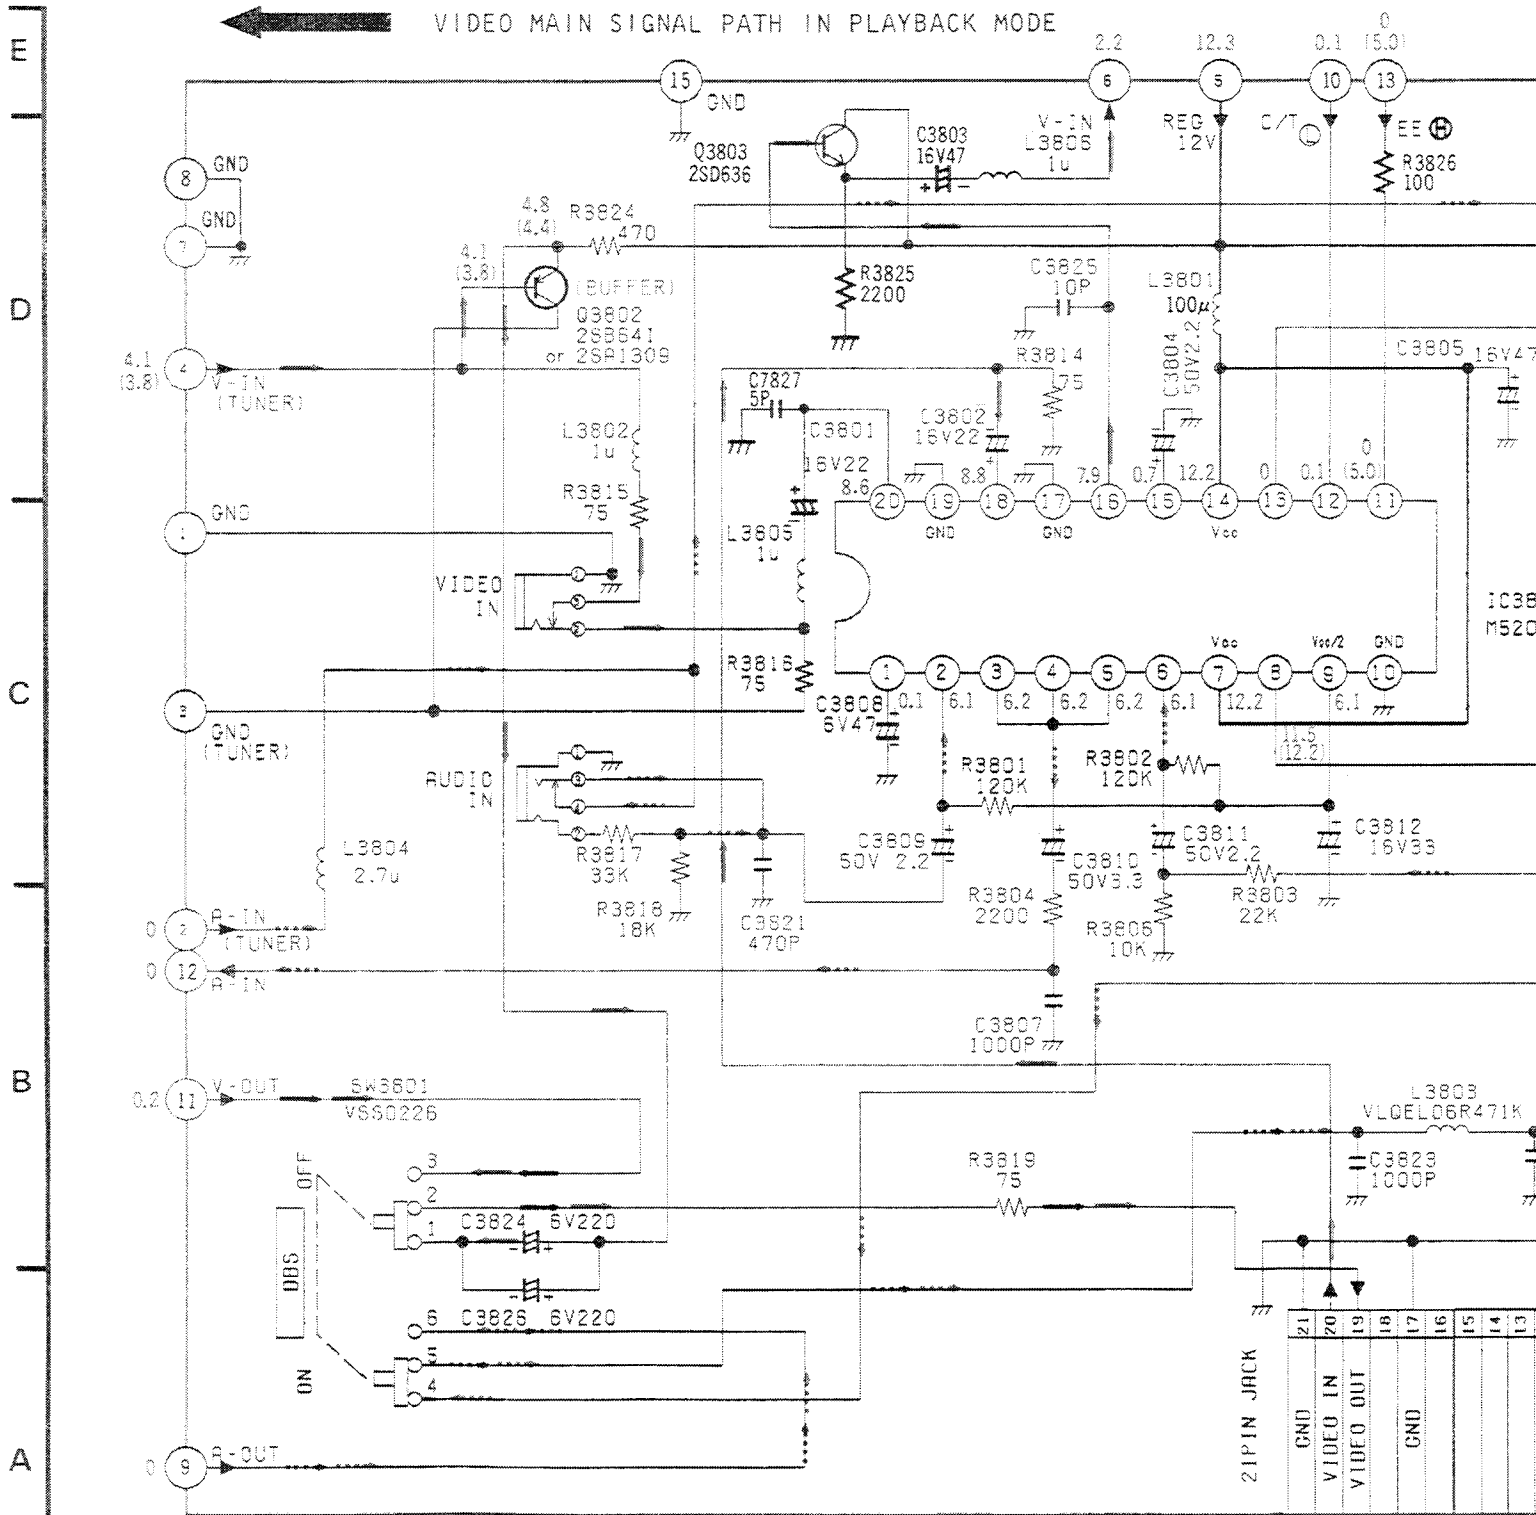 VIDEO MAIN SIGNAL PATH IN PLAYBACK MODE
E
D
C
B
A
15
GND
2.2
6
V-IN
L3806
1u
12.3
5
REG
12V
0.1
10
C/T L
0
(5.0)
13
EE H
R3826
100
8
GND
7
GND
Q3803
2SD636
C3803
16V47
+ -
4.8
(4.4)
R3824
470
4.1
(3.8)
(BUFFER)
Q3802
2SB641
or 2SA1309
R3825
2200
C3825
10P
L3801
100μ
R3814
75
C3804
50V2.2
C3805
16V47
4.1
(3.8)
4
V-IN
(TUNER)
C7827
5P
C3801
16V22
C3802
16V22
L3802
1u
R3815
75
L3805
1u
8.6
8.8
7.9
0.7
12.2
0
0.1
0
(5.0)
20
19
18
17
16
15
14
13
12
11
GND
GND
Vcc
1
GND
VIDEO
IN
1
3
2
IC38
M520
Vcc
Vcc/2
GND
1
2
3
4
5
6
7
8
9
10
0.1
6.1
6.2
6.2
6.2
6.1
12.2
11.5
(12.2)
6.1
R3816
75
C3808
6V47
3
GND
(TUNER)
AUDIO
IN
1
3
4
2
R3801
120K
R3802
120K
L3804
2.7u
R3817
33K
R3818
18K
C3821
470P
C3809
50V 2.2
C3810
50V3.3
C3811
50V2.2
C3812
16V33
R3804
2200
R3806
10K
R3803
22K
0
2
A-IN
(TUNER)
0
12
A-IN
C3807
1000P
0.2
11
V-OUT
SW3801
VSS0226
L3803
VLQEL06R471K
C3823
1000P
R3819
75
OFF
DBS
ON
3
2
1
C3824
6V220
C3826
6V220
6
5
4
0
9
A-OUT
21PIN JACK
21
20
19
18
17
16
15
14
13
GND
VIDEO IN
VIDEO OUT
GND